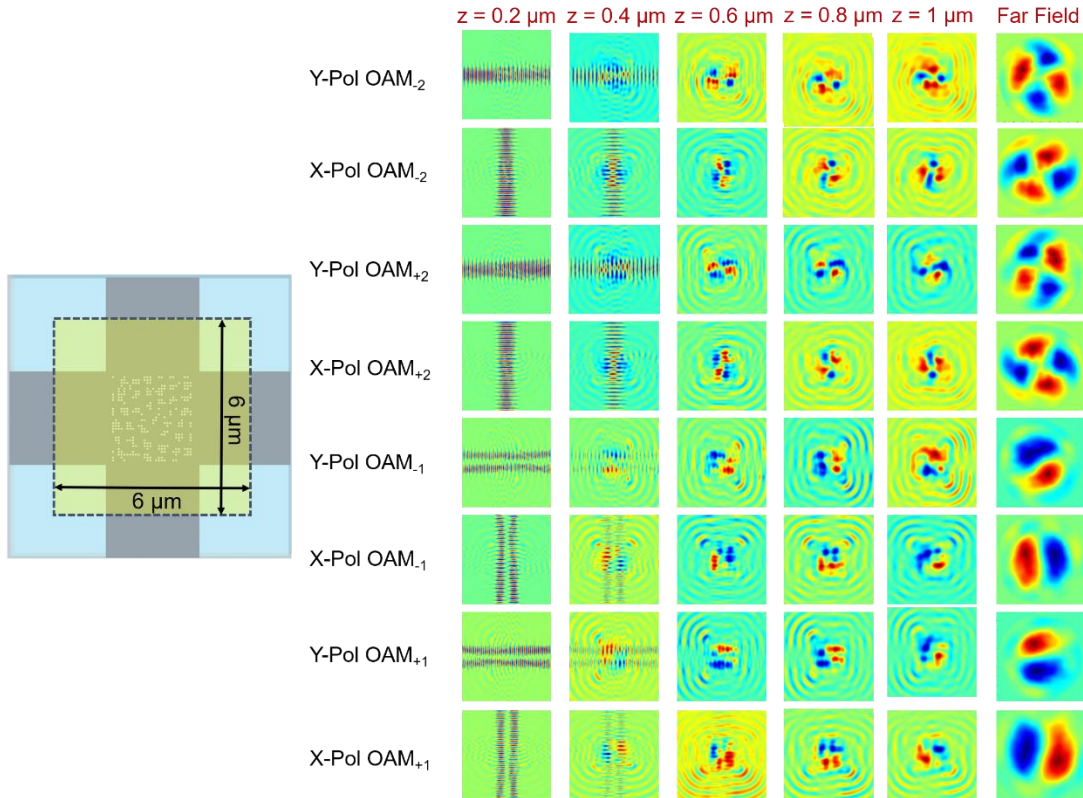 z = 0.2 µm z = 0.4 µm z = 0.6 µm z = 0.8 µm z = 1 µm Far Field
Y-Pol OAM-2
X-Pol OAM-2
Y-Pol OAM+2
X-Pol OAM+2
Y-Pol OAM-1
X-Pol OAM-1
Y-Pol OAM+1
X-Pol OAM+1
6 µm
6 µm